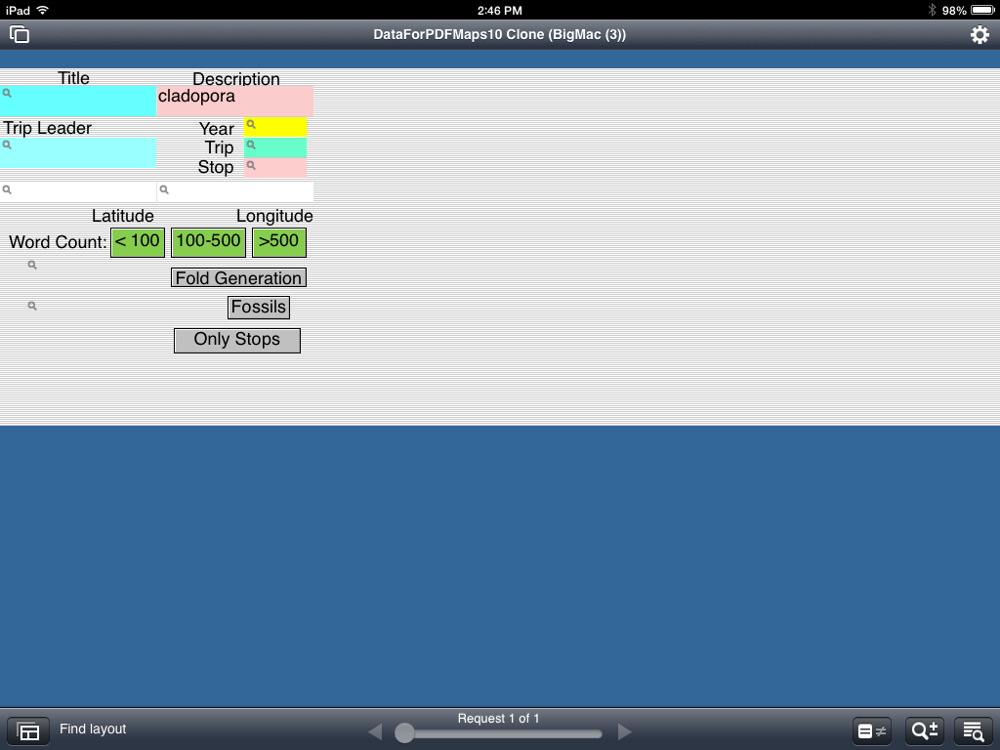 iPad 2:46 PM 98%
DataForPDFMaps10 Clone (BigMac (3))
Title Description
cladopora
Trip Leader Year
Trip
Stop
Latitude Longitude
Word Count: < 100 100-500 >500
Fold Generation
Fossils
Only Stops
Request 1 of 1
Find layout